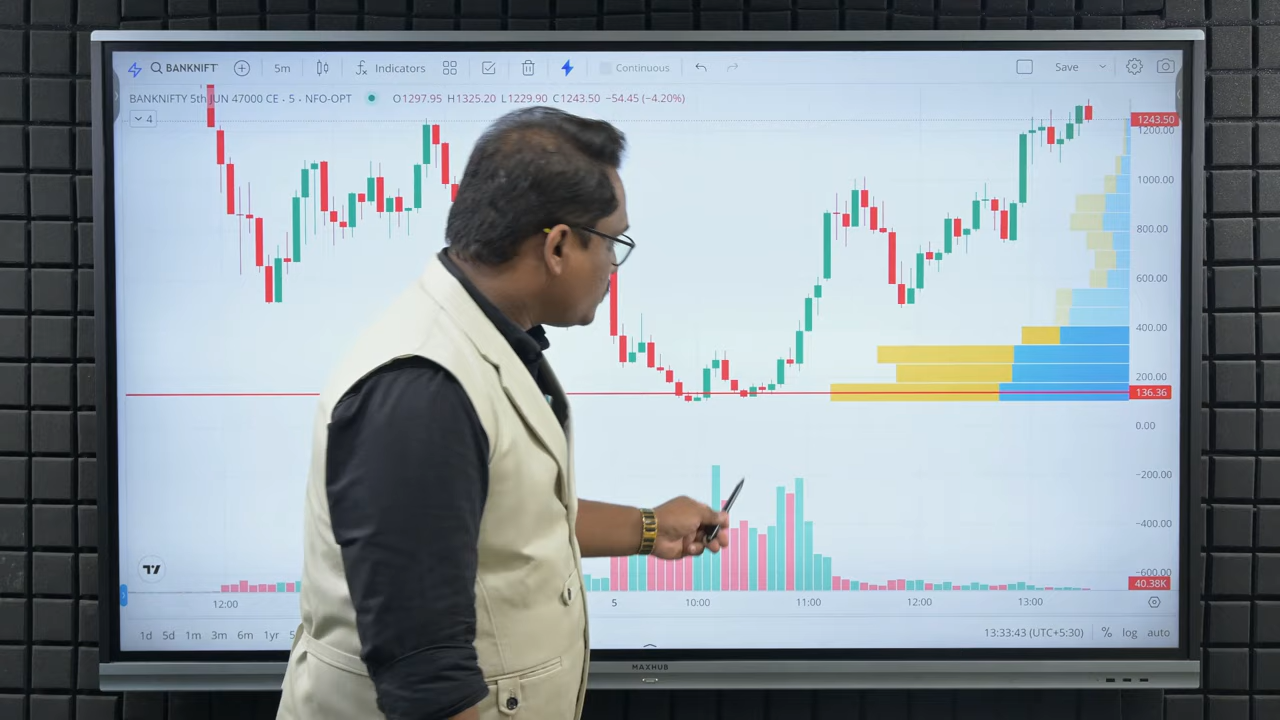 BANKNIFT 5m Indicators Continuous Save
BANKNIFTY 5th JUN 47000 CE - 5 - NFO-OPT O1297.95 H1325.20 L1229.90 C1243.50 −54.45 (−4.20%)
4
1243.50
1200.00
1000.00
800.00
600.00
400.00
200.00
136.36
0.00
−200.00
−400.00
−600.00
40.38K
12:00 5 10:00 11:00 12:00 13:00
1d 5d 1m 3m 6m 1yr 5 13:33:43 (UTC+5:30) % log auto
MAXHUB